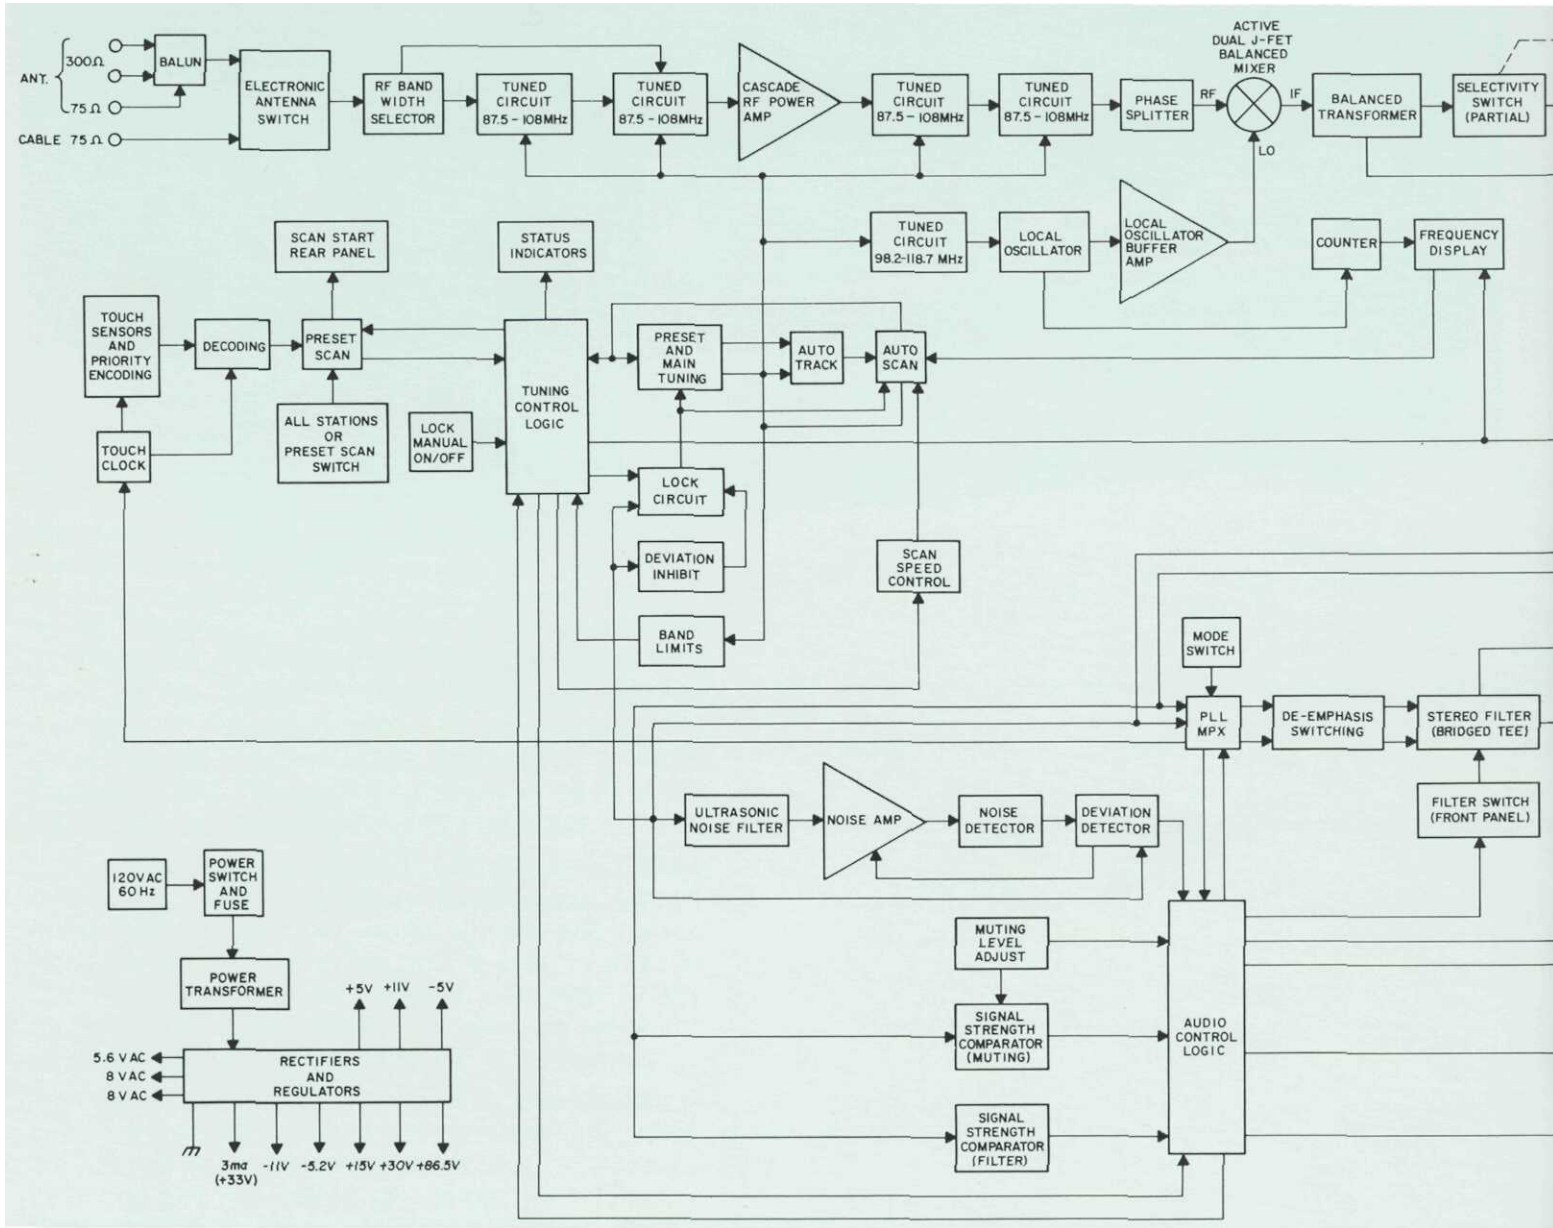 ANT.
300Ω
75Ω
CABLE 75Ω
BALUN
ELECTRONIC
ANTENNA
SWITCH
RF BAND
WIDTH
SELECTOR
TUNED
CIRCUIT
87.5-108MHz
TUNED
CIRCUIT
87.5-108MHz
CASCADE
RF POWER
AMP
TUNED
CIRCUIT
87.5-108MHz
TUNED
CIRCUIT
87.5-108MHz
PHASE
SPLITTER
RF
ACTIVE
DUAL J-FET
BALANCED
MIXER
IF
LO
BALANCED
TRANSFORMER
SELECTIVITY
SWITCH
(PARTIAL)
SCAN START
REAR PANEL
STATUS
INDICATORS
TUNED
CIRCUIT
98.2-118.7 MHz
LOCAL
OSCILLATOR
LOCAL
OSCILLATOR
BUFFER
AMP
COUNTER
FREQUENCY
DISPLAY
TOUCH
SENSORS
AND
PRIORITY
ENCODING
DECODING
PRESET
SCAN
TUNING
CONTROL
LOGIC
PRESET
AND
MAIN
TUNING
AUTO
TRACK
AUTO
SCAN
TOUCH
CLOCK
ALL STATIONS
OR
PRESET SCAN
SWITCH
LOCK
MANUAL
ON/OFF
LOCK
CIRCUIT
DEVIATION
INHIBIT
BAND
LIMITS
SCAN
SPEED
CONTROL
MODE
SWITCH
PLL
MPX
DE-EMPHASIS
SWITCHING
STEREO FILTER
(BRIDGED TEE)
ULTRASONIC
NOISE FILTER
NOISE AMP
NOISE
DETECTOR
DEVIATION
DETECTOR
FILTER SWITCH
(FRONT PANEL)
120VAC
60Hz
POWER
SWITCH
AND
FUSE
POWER
TRANSFORMER
MUTING
LEVEL
ADJUST
SIGNAL
STRENGTH
COMPARATOR
(MUTING)
SIGNAL
STRENGTH
COMPARATOR
(FILTER)
AUDIO
CONTROL
LOGIC
+5V
+11V
-5V
5.6 VAC
8 VAC
8 VAC
RECTIFIERS
AND
REGULATORS
3ma
(+33V)
-11V
-5.2V
+15V
+30V
+86.5V